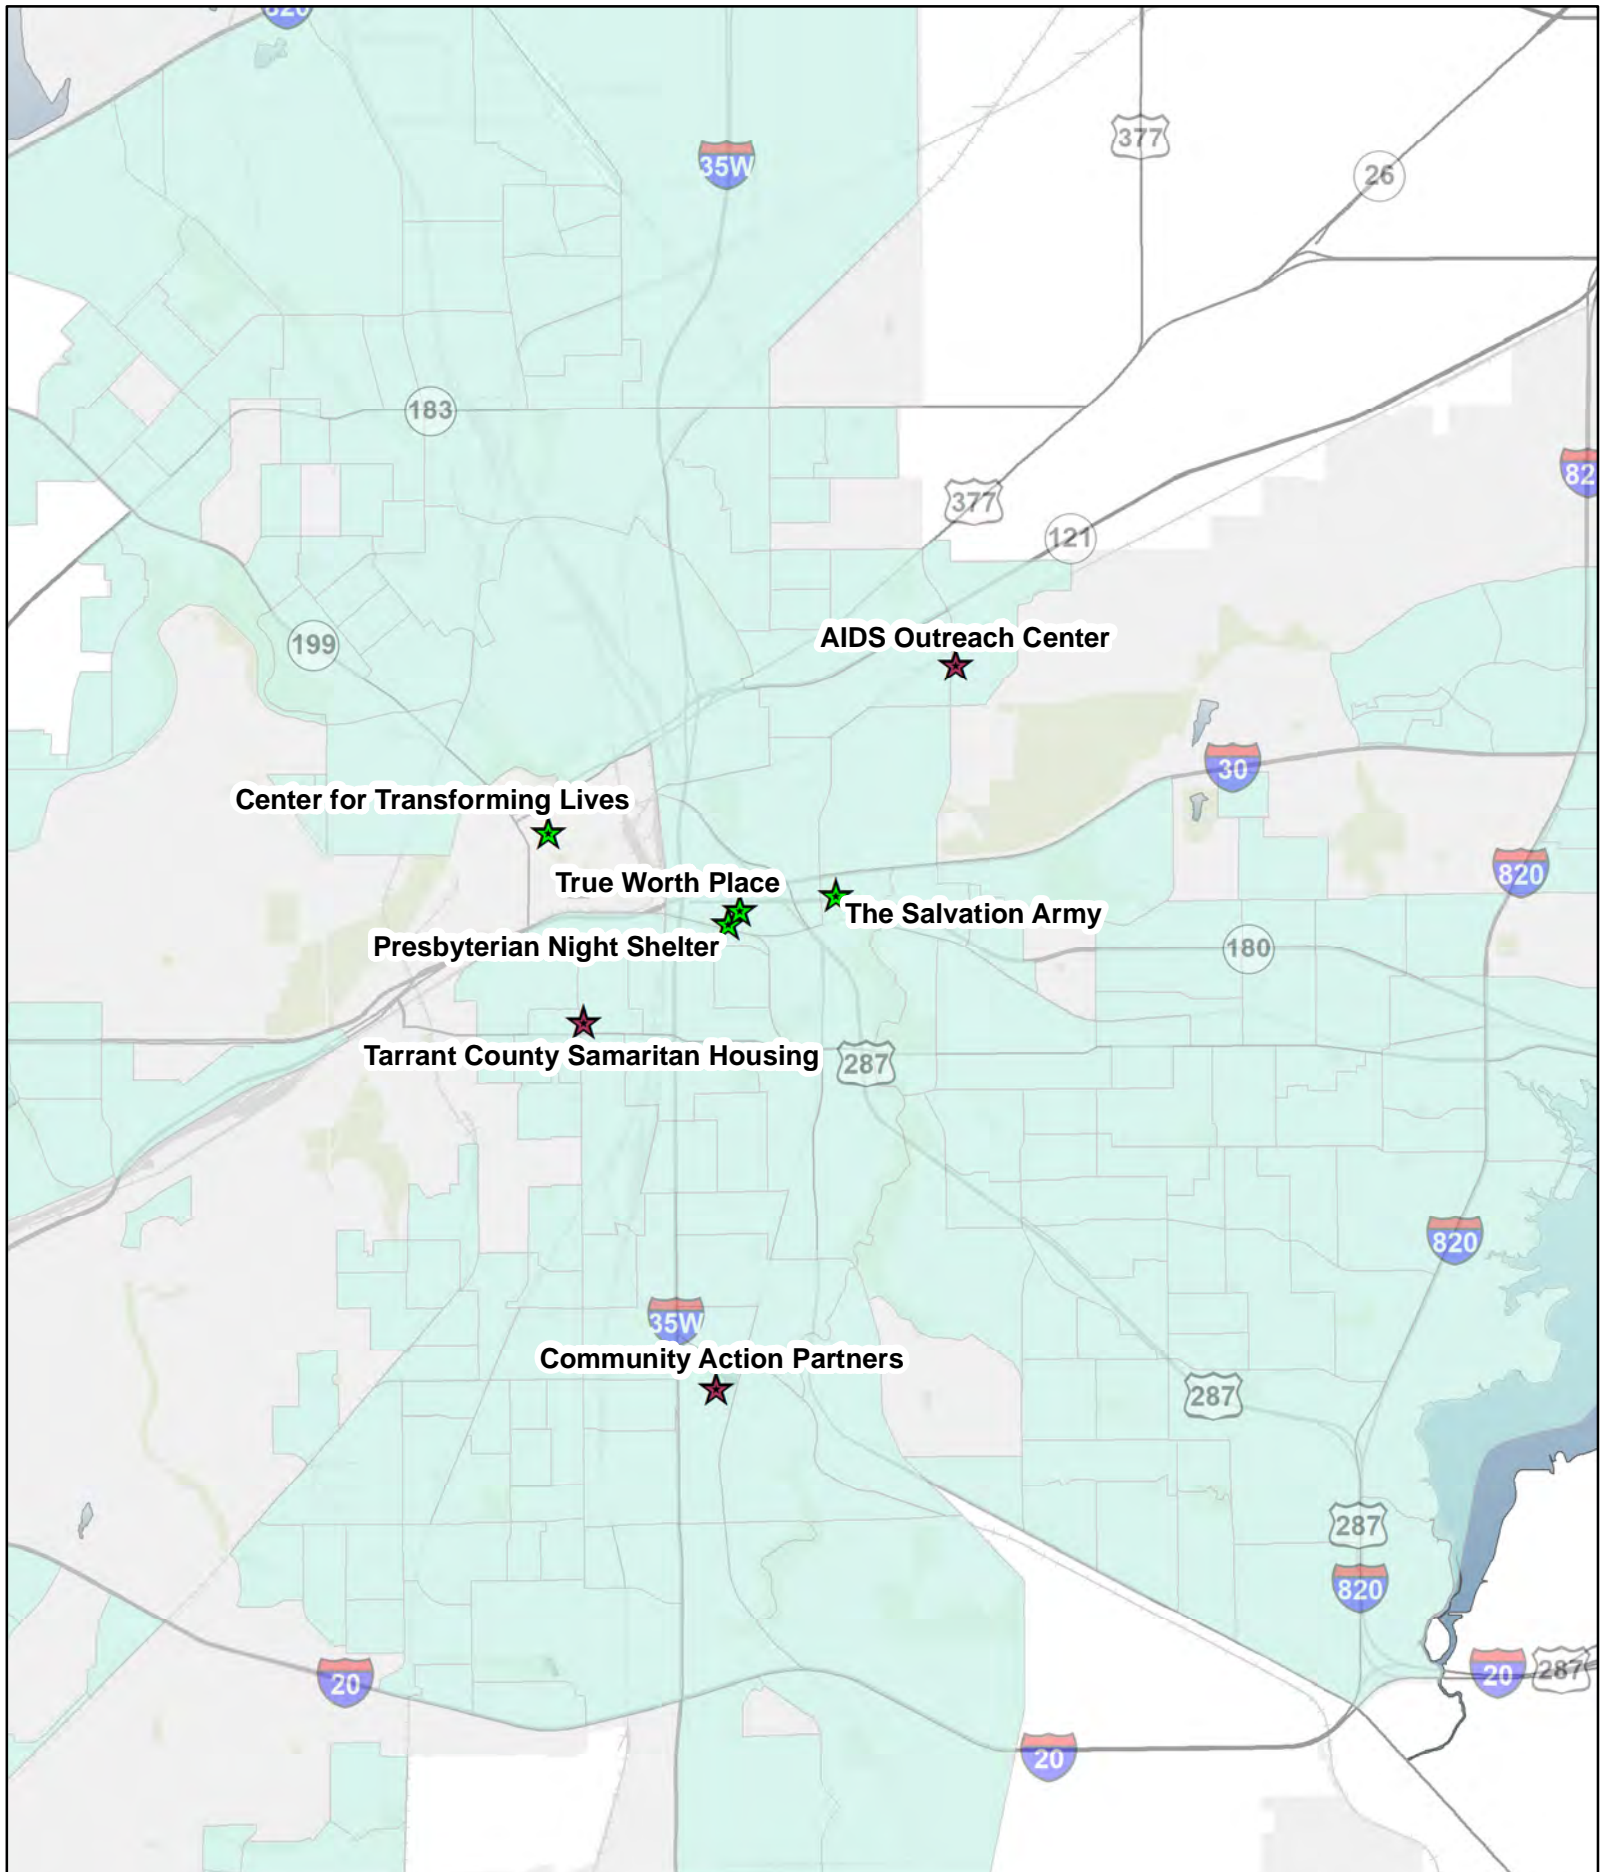 820
35W
377
26
183
82
377
121
199
AIDS Outreach Center
30
Center for Transforming Lives
820
True Worth Place
The Salvation Army
Presbyterian Night Shelter
180
Tarrant County Samaritan Housing
287
820
35W
Community Action Partners
287
287
820
20
20
287
20